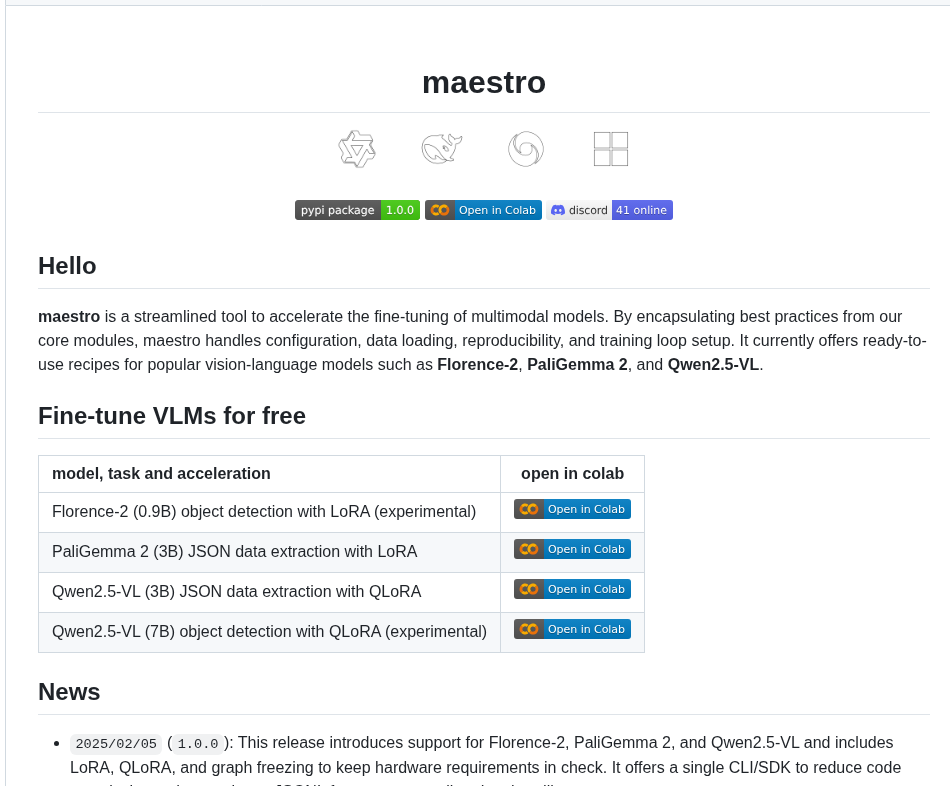 maestro
pypi package 1.0.0 Open in Colab discord 41 online
Hello
maestro is a streamlined tool to accelerate the fine-tuning of multimodal models. By encapsulating best practices from our
core modules, maestro handles configuration, data loading, reproducibility, and training loop setup. It currently offers ready-to-
use recipes for popular vision-language models such as Florence-2, PaliGemma 2, and Qwen2.5-VL.
Fine-tune VLMs for free
model, task and acceleration open in colab
Florence-2 (0.9B) object detection with LoRA (experimental) Open in Colab
PaliGemma 2 (3B) JSON data extraction with LoRA Open in Colab
Qwen2.5-VL (3B) JSON data extraction with QLoRA Open in Colab
Qwen2.5-VL (7B) object detection with QLoRA (experimental) Open in Colab
News
• 2025/02/05 (1.0.0): This release introduces support for Florence-2, PaliGemma 2, and Qwen2.5-VL and includes
LoRA, QLoRA, and graph freezing to keep hardware requirements in check. It offers a single CLI/SDK to reduce code